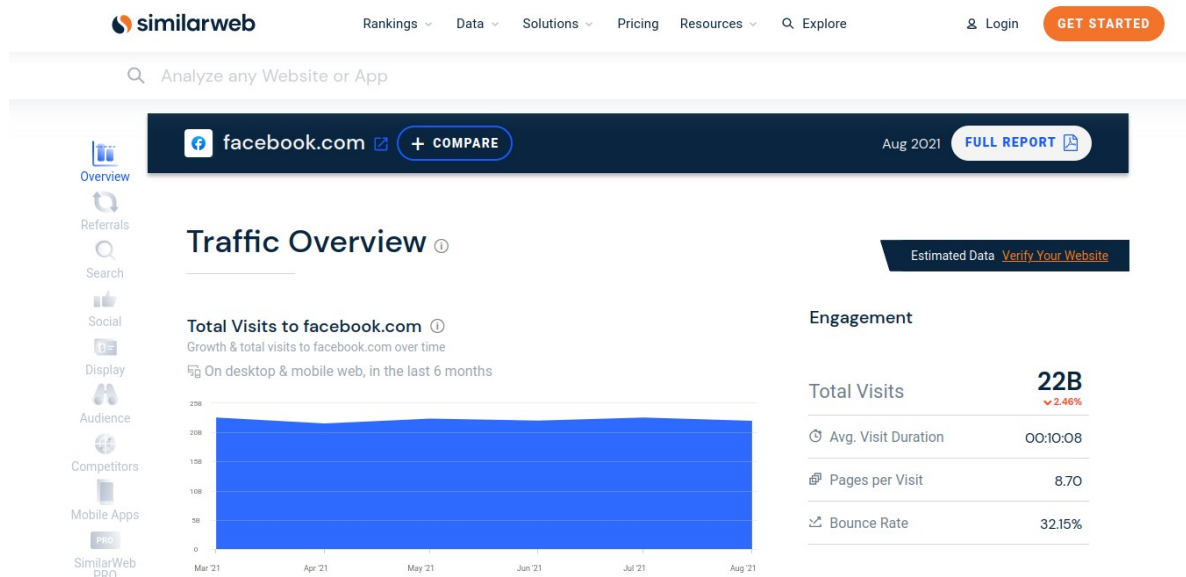 similarweb
Rankings Data Solutions Pricing Resources Explore Login GET STARTED
Analyze any Website or App
facebook.com + COMPARE Aug 2021 FULL REPORT
Overview
Referrals
Search
Social
Display
Audience
Competitors
Mobile Apps
PRO
SimilarWeb
PRO
Traffic Overview
Estimated Data Verify Your Website
Total Visits to facebook.com
Growth & total visits to facebook.com over time
On desktop & mobile web, in the last 6 months
25B
20B
15B
10B
5B
0
Mar '21 Apr '21 May '21 Jun '21 Jul '21 Aug '21
Engagement
Total Visits 22B
2.46%
Avg. Visit Duration 00:10:08
Pages per Visit 8.70
Bounce Rate 32.15%